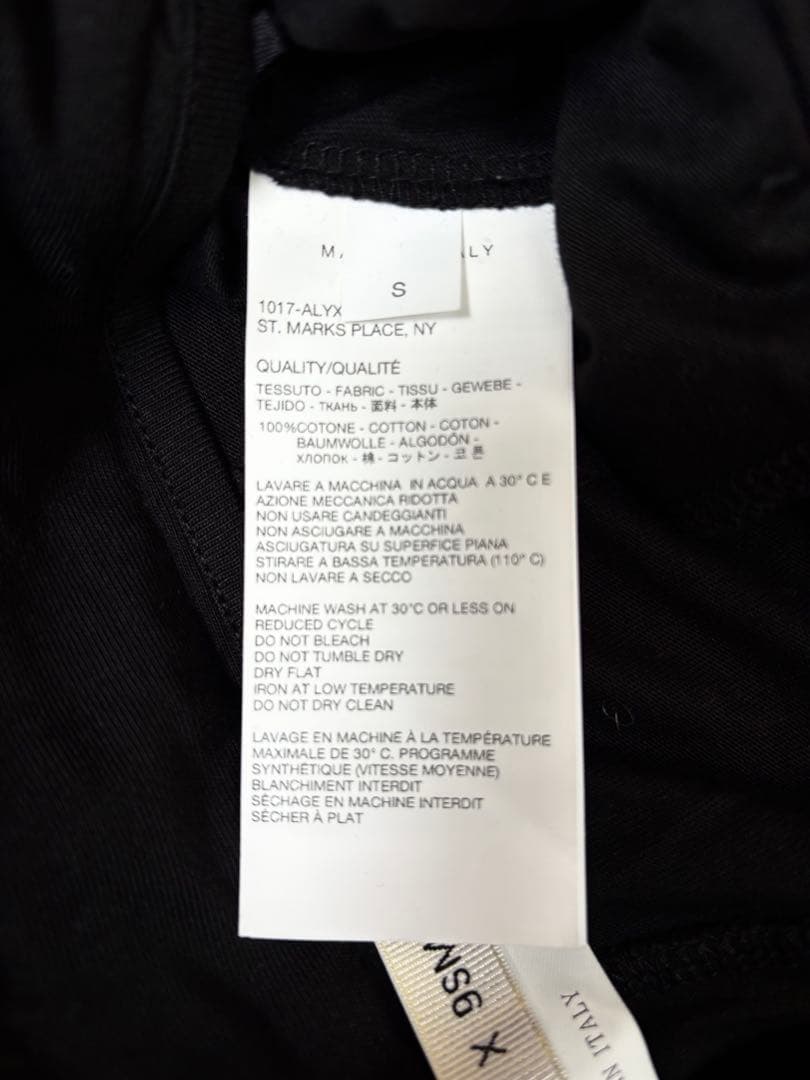 S
1017-ALYX
ST. MARKS PLACE, NY
QUALITY/QUALITÉ
TESSUTO - FABRIC - TISSU - GEWEBE -
TEJIDO - ТКАНЬ - 面料 - 本体
100%COTONE - COTTON - COTON -
BAUMWOLLE - ALGODÓN -
ХЛОПОК - 棉 - コットン - 코튼
LAVARE A MACCHINA IN ACQUA A 30° C E
AZIONE MECCANICA RIDOTTA
NON USARE CANDEGGIANTI
NON ASCIUGARE A MACCHINA
ASCIUGATURA SU SUPERFICE PIANA
STIRARE A BASSA TEMPERATURA (110° C)
NON LAVARE A SECCO
MACHINE WASH AT 30°C OR LESS ON
REDUCED CYCLE
DO NOT BLEACH
DO NOT TUMBLE DRY
DRY FLAT
IRON AT LOW TEMPERATURE
DO NOT DRY CLEAN
LAVAGE EN MACHINE À LA TEMPÉRATURE
MAXIMALE DE 30° C. PROGRAMME
SYNTHÉTIQUE (VITESSE MOYENNE)
BLANCHIMENT INTERDIT
SÉCHAGE EN MACHINE INTERDIT
SÉCHER À PLAT
X 9SM
IN ITALY